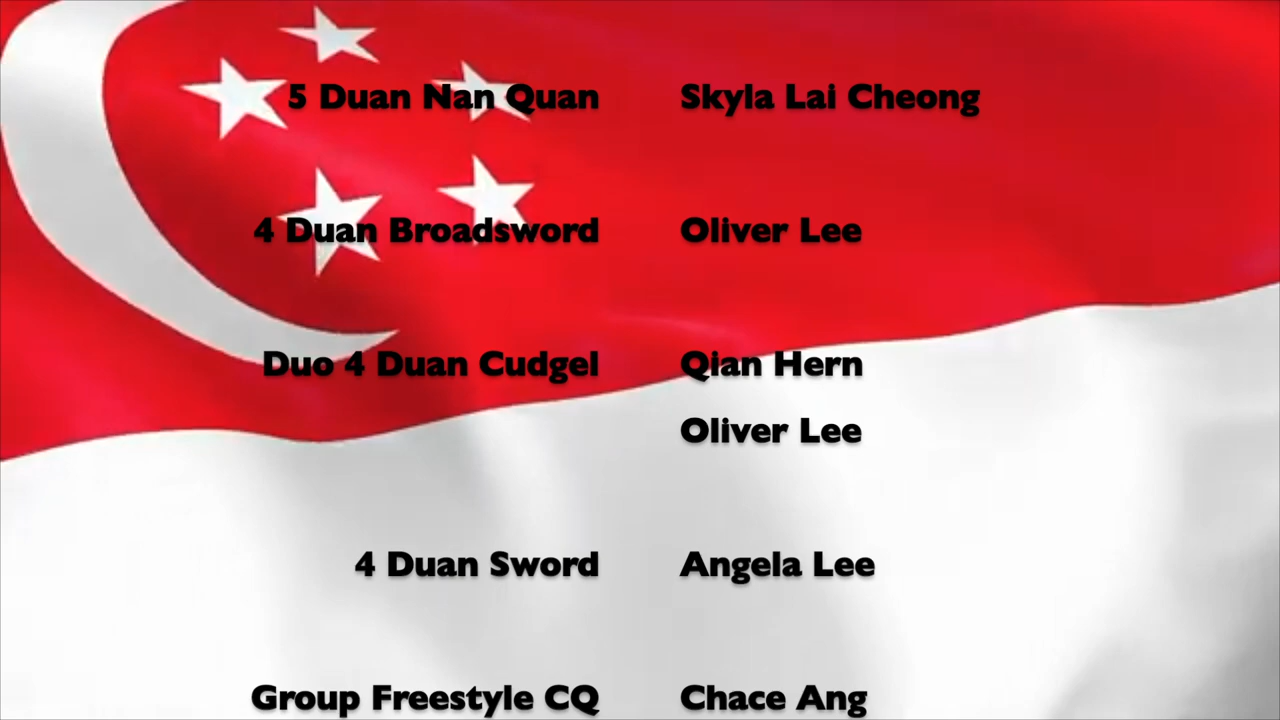 5 Duan Nan Quan Skyla Lai Cheong
4 Duan Broadsword Oliver Lee
Duo 4 Duan Cudgel Qian Hern
Oliver Lee
4 Duan Sword Angela Lee
Group Freestyle CQ Chace Ang